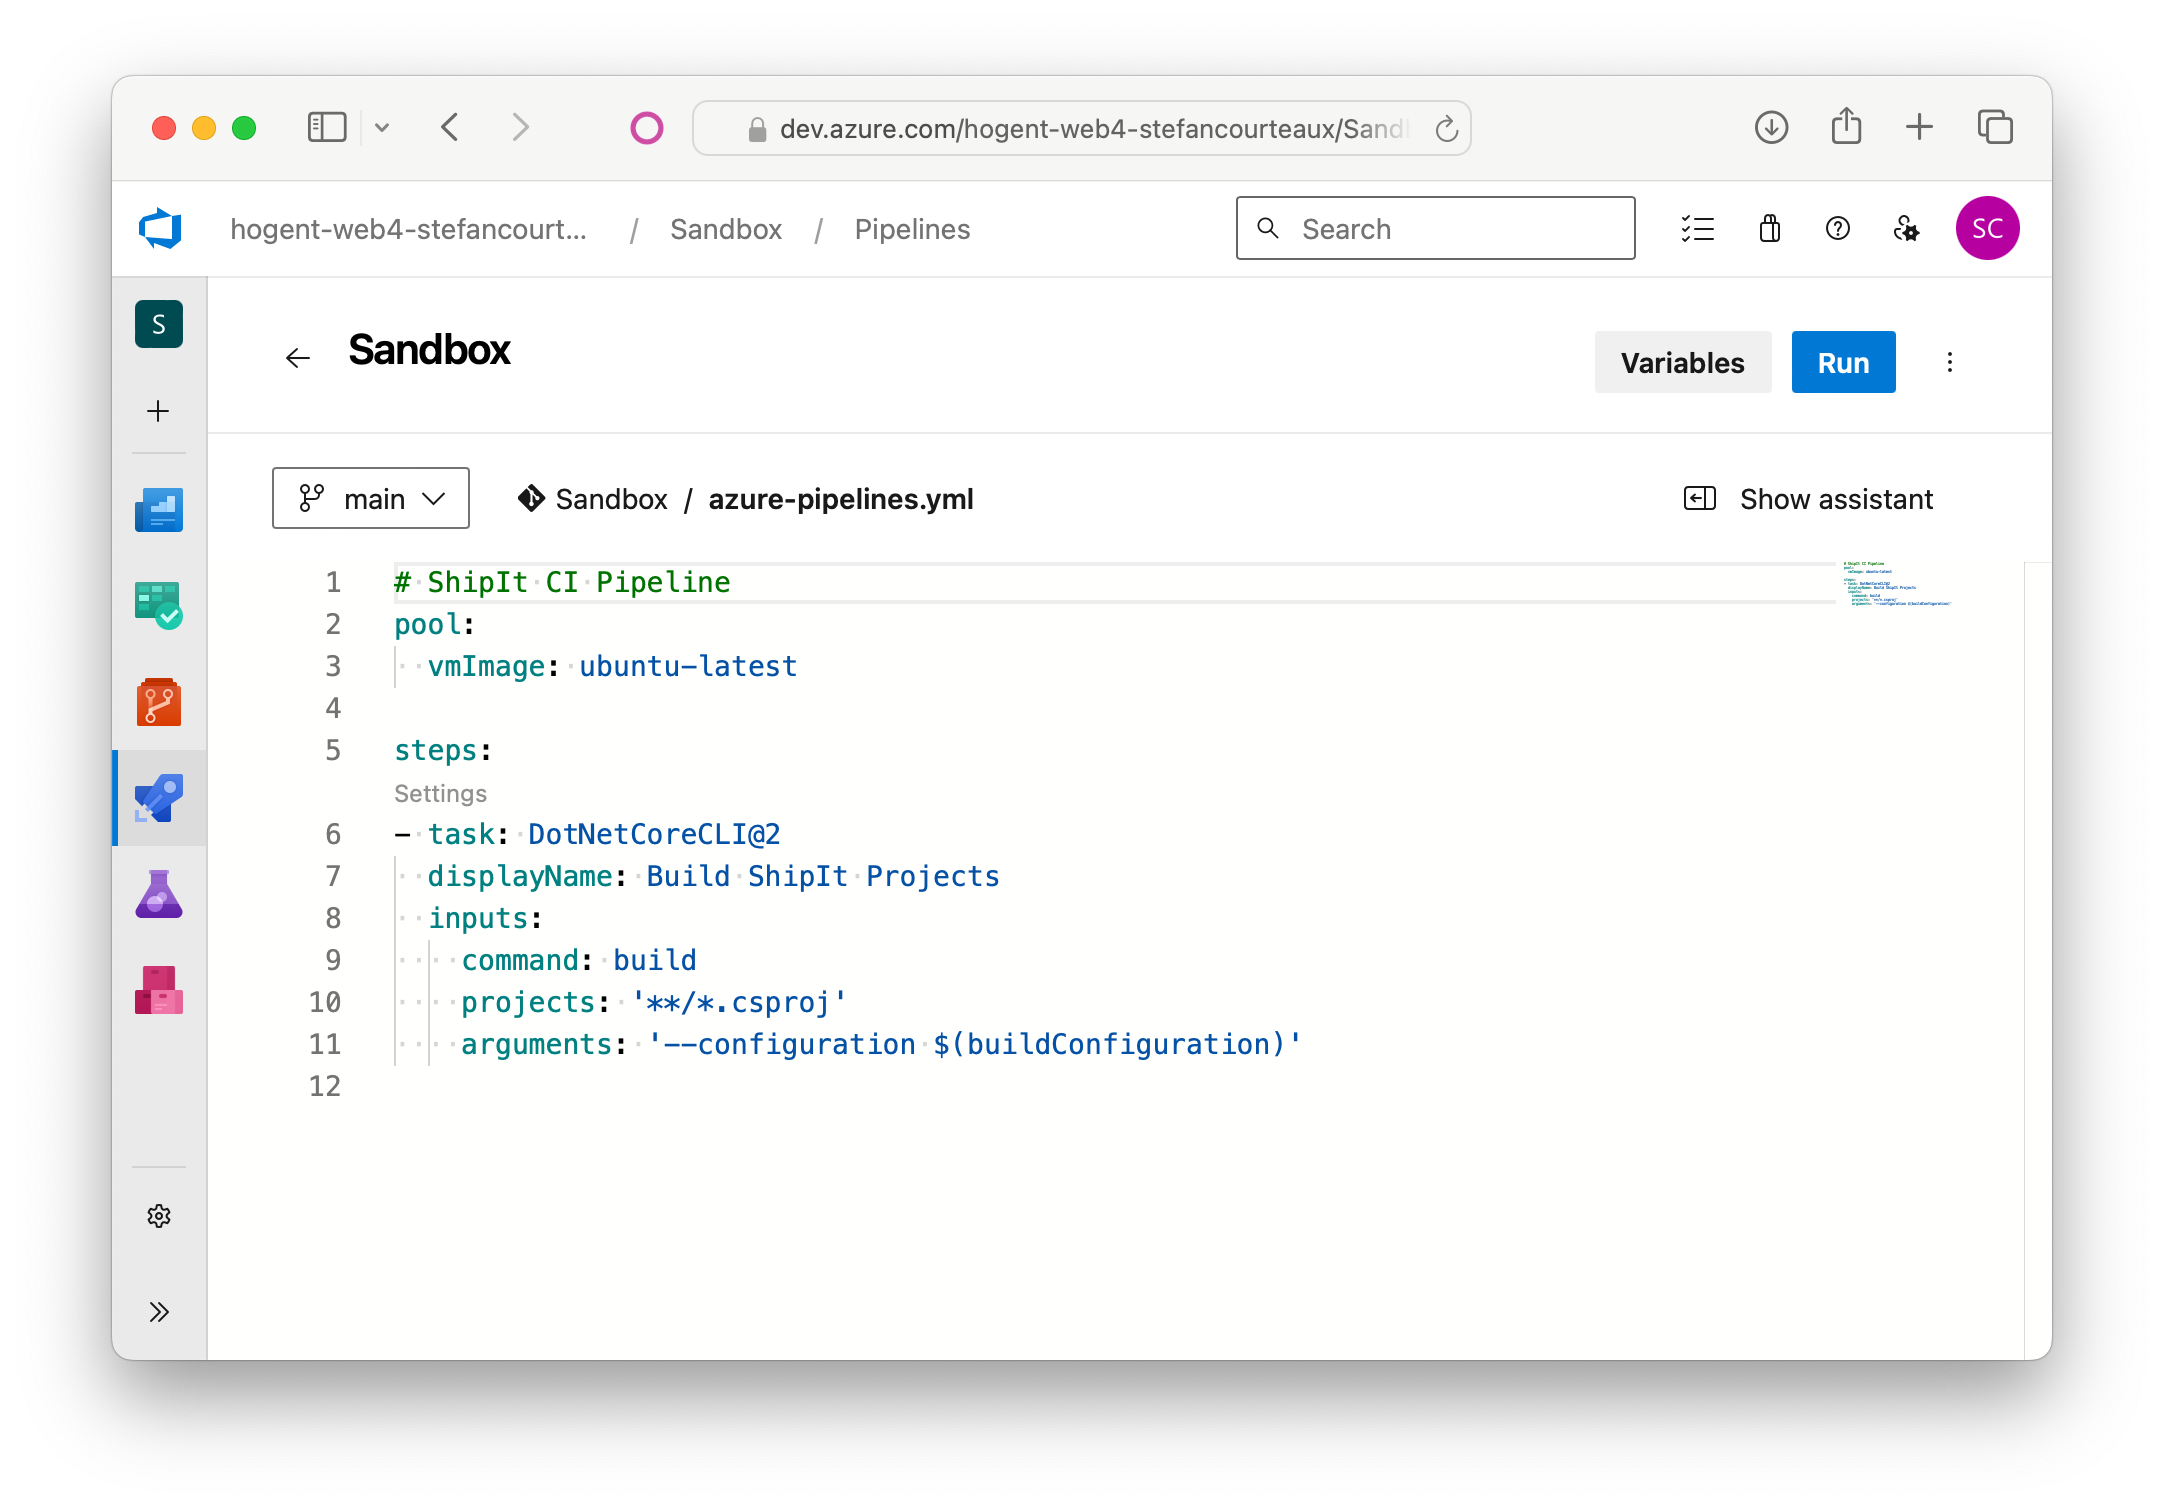 dev.azure.com/hogent-web4-stefancourteaux/Sand
hogent-web4-stefancourt... / Sandbox / Pipelines
Search
SC
S
Sandbox
Variables
Run
main
Sandbox / azure-pipelines.yml
Show assistant
1 # ShipIt CI Pipeline
2 pool:
3   vmImage: ubuntu-latest
4
5 steps:
Settings
6 - task: DotNetCoreCLI@2
7   displayName: Build ShipIt Projects
8   inputs:
9     command: build
10     projects: '**/*.csproj'
11     arguments: '--configuration $(buildConfiguration)'
12